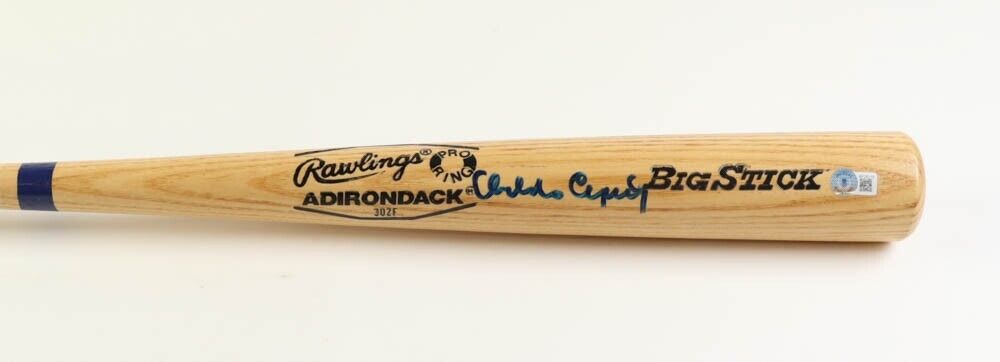 Rawlings®
PRO RING
ADIRONDACK®
302F
BIG STICK